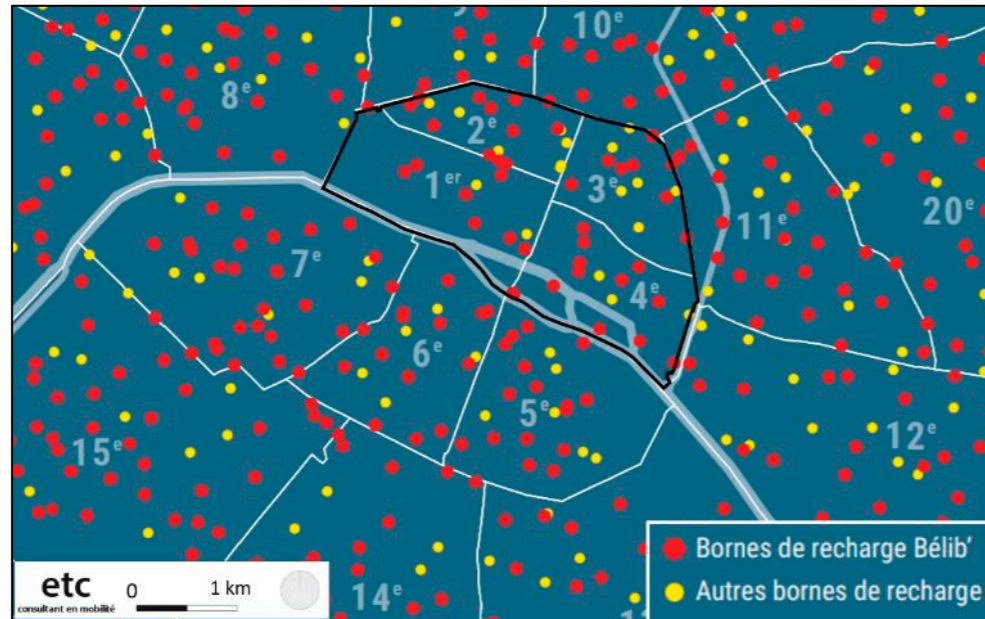 10ᵉ
8ᵉ
2ᵉ
1ᵉʳ
3ᵉ
11ᵉ
20ᵉ
7ᵉ
4ᵉ
6ᵉ
5ᵉ
15ᵉ
12ᵉ
14ᵉ
etc
consultant en mobilité
0 1 km
Bornes de recharge Bélib'
Autres bornes de recharge